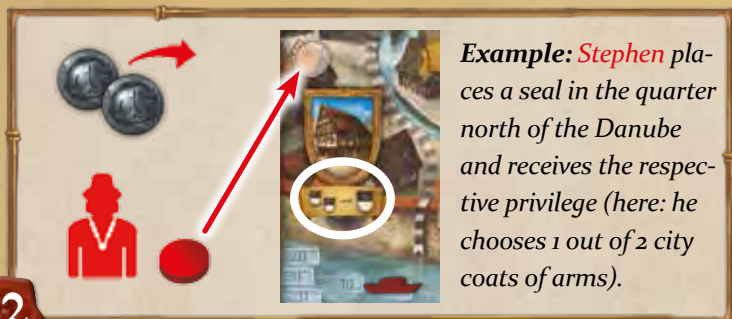 Example: Stephen pla-
ces a seal in the quarter
north of the Danube
and receives the respec-
tive privilege (here: he
chooses 1 out of 2 city
coats of arms).
2